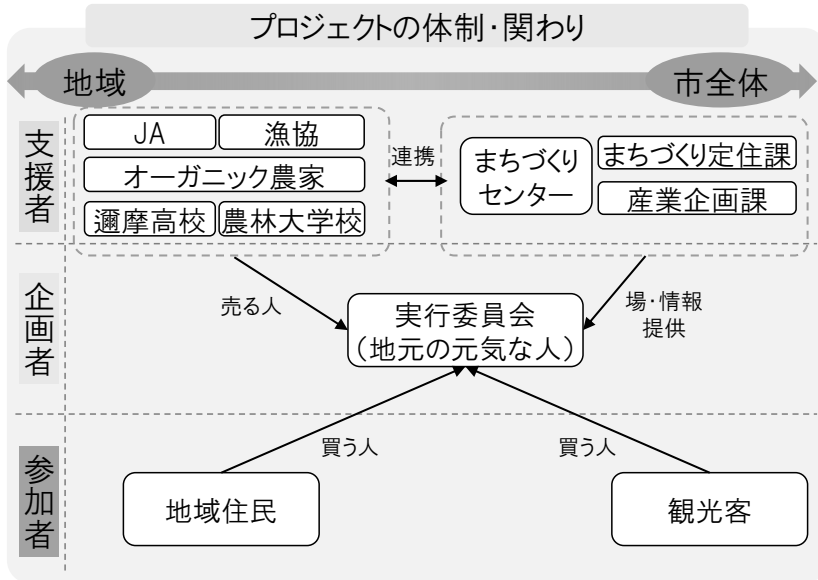 プロジェクトの体制・関わり
地域
市全体
支援者
JA
漁協
オーガニック農家
邇摩高校
農林大学校
連携
まちづくり
センター
まちづくり定住課
産業企画課
企画者
売る人
実行委員会
（地元の元気な人）
場・情報
提供
参加者
買う人
買う人
地域住民
観光客